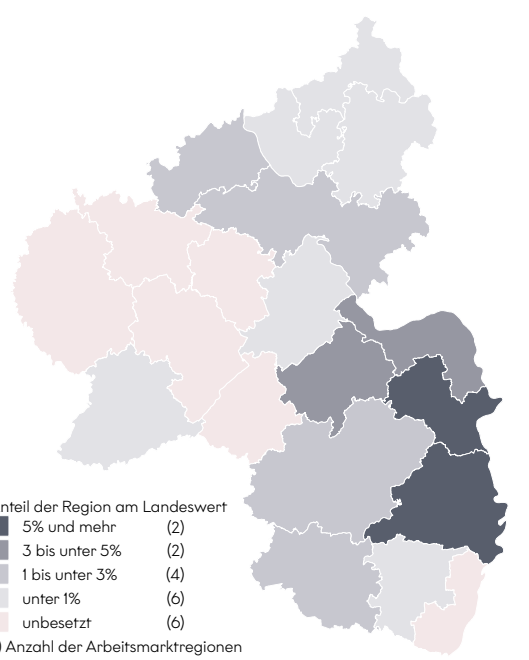 nteil der Region am Landeswert
5% und mehr (2)
3 bis unter 5% (2)
1 bis unter 3% (4)
unter 1% (6)
unbesetzt (6)
) Anzahl der Arbeitsmarktregionen